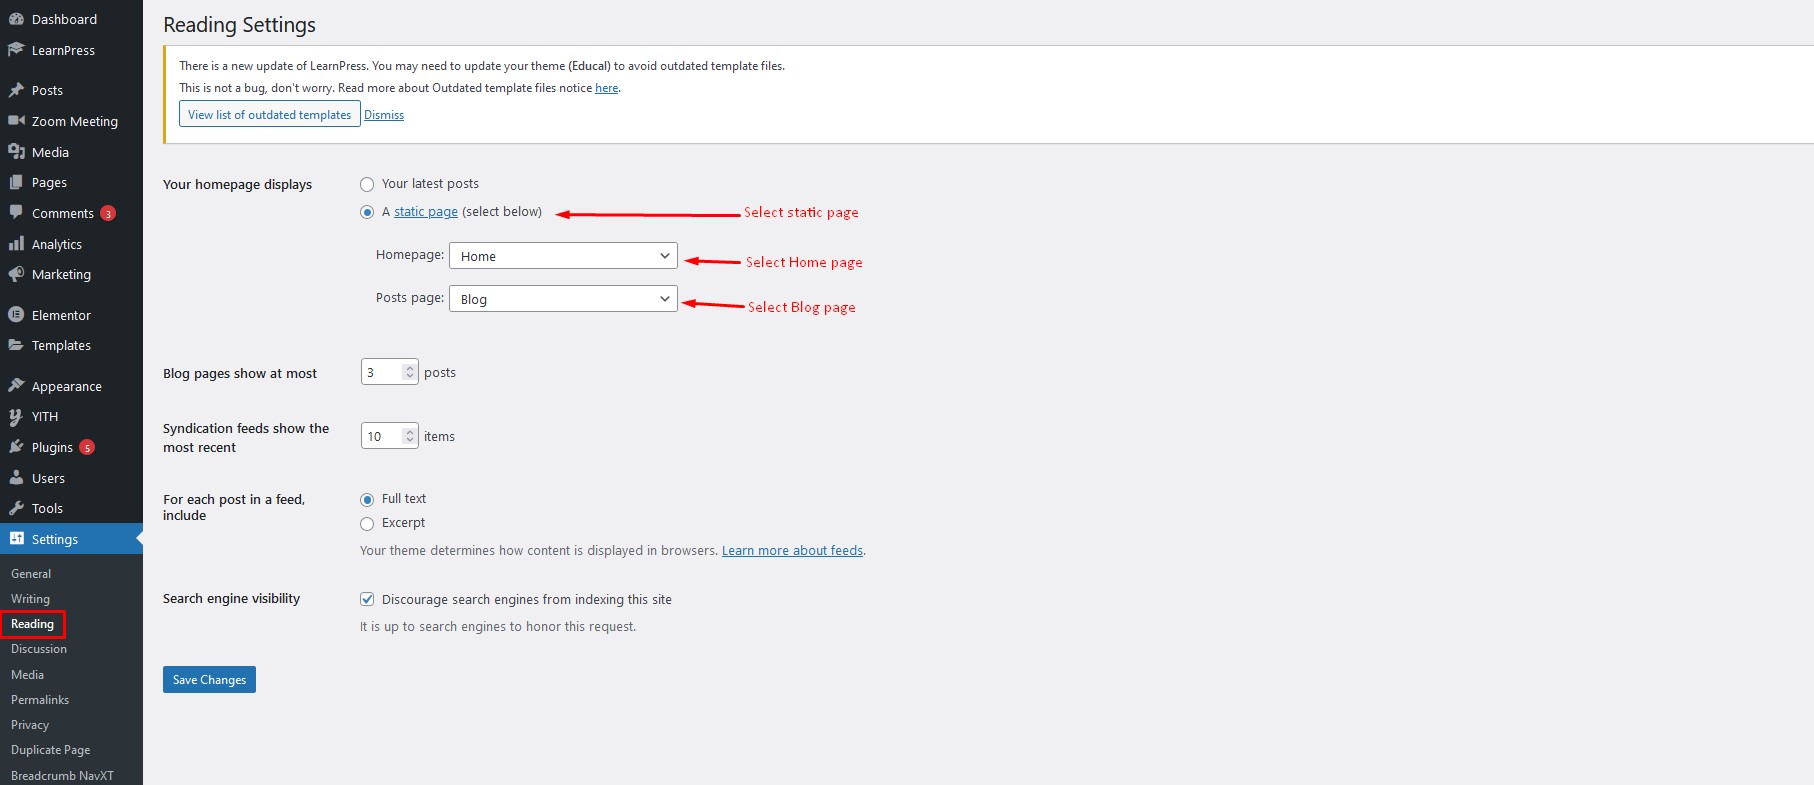 Dashboard
LearnPress
Posts
Zoom Meeting
Media
Pages
Comments 3
Analytics
Marketing
Elementor
Templates
Appearance
YITH
Plugins 5
Users
Tools
Settings
General
Writing
Reading
Discussion
Media
Permalinks
Privacy
Duplicate Page
Breadcrumb NavXT
Reading Settings
There is a new update of LearnPress. You may need to update your theme (Educal) to avoid outdated template files.
This is not a bug, don't worry. Read more about Outdated template files notice here.
View list of outdated templates Dismiss
Your homepage displays
Your latest posts
A static page (select below) Select static page
Homepage: Home Select Home page
Posts page: Blog Select Blog page
Blog pages show at most 3 posts
Syndication feeds show the
most recent
10 items
For each post in a feed,
include
Full text
Excerpt
Your theme determines how content is displayed in browsers. Learn more about feeds.
Search engine visibility
Discourage search engines from indexing this site
It is up to search engines to honor this request.
Save Changes